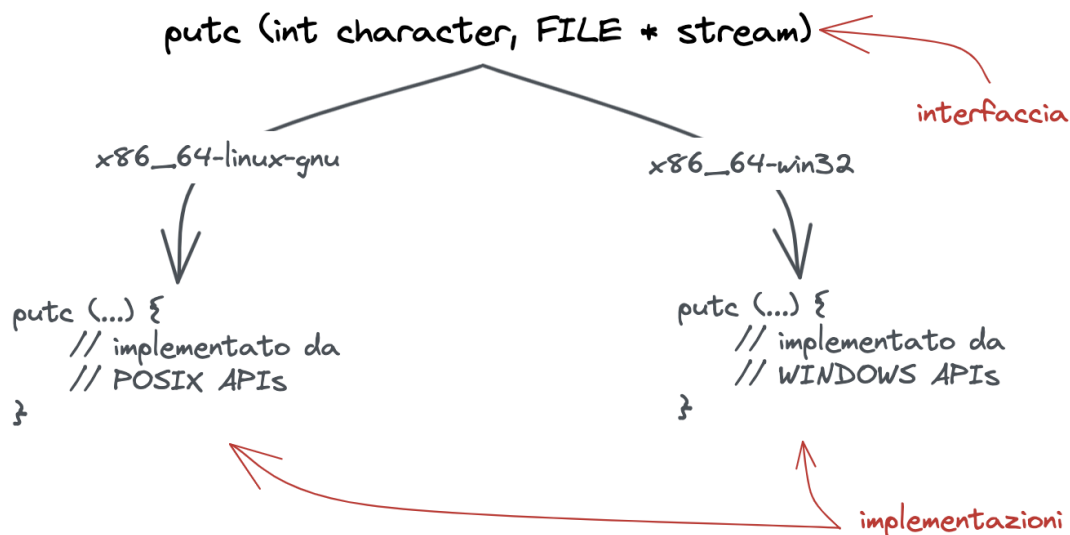 putc (int character, FILE * stream)
interfaccia
x86_64-linux-gnu
x86_64-win32
putc (...) {
// implementato da
// POSIX APIs
}
putc (...) {
// implementato da
// WINDOWS APIs
}
implementazioni